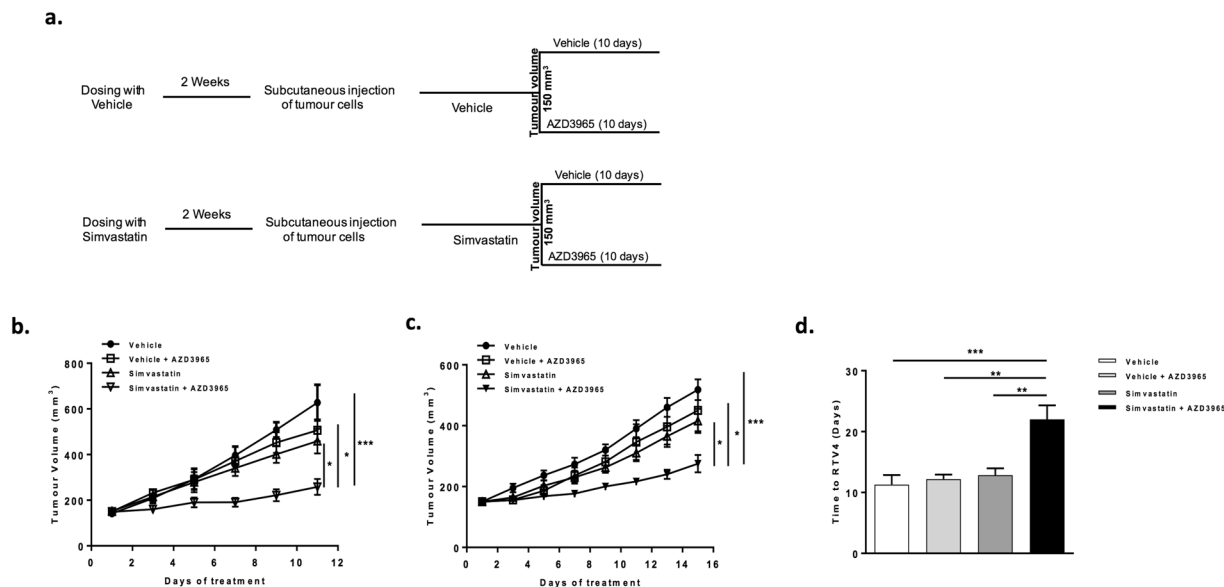 a.
Vehicle (10 days)
2 Weeks
Dosing with
Vehicle
Subcutaneous injection
of tumour cells
Vehicle
Tumour volume
150 mm³
AZD3965 (10 days)
Vehicle (10 days)
2 Weeks
Dosing with
Simvastatin
Subcutaneous injection
of tumour cells
Simvastatin
Tumour volume
150 mm³
AZD3965 (10 days)
b.
Vehicle
Vehicle + AZD3965
Simvastatin
Simvastatin + AZD3965
Tumour Volume (mm³)
800
600
400
200
0
0 2 4 6 8 10 12
Days of treatment
* * ***
c.
Vehicle
Vehicle + AZD3965
Simvastatin
Simvastatin + AZD3965
Tumour Volume (mm³)
600
400
200
0
0 2 4 6 8 10 12 14 16
Days of treatment
* * ***
d.
***
**
**
Time to RTV4 (Days)
30
20
10
0
Vehicle
Vehicle + AZD3965
Simvastatin
Simvastatin + AZD3965